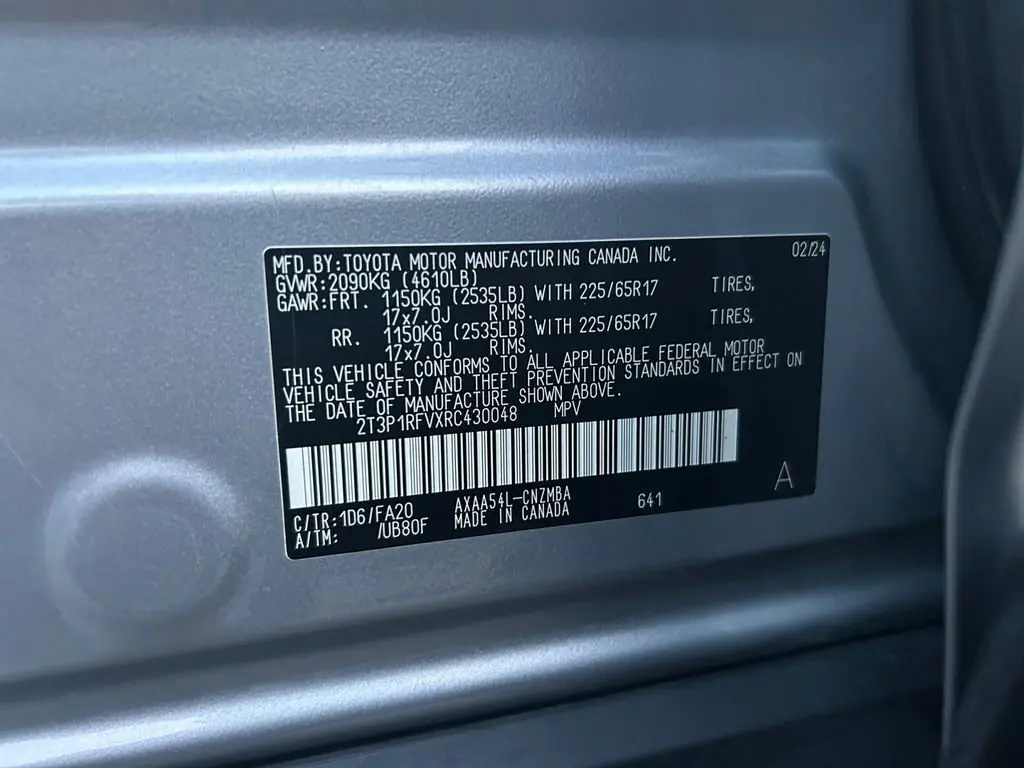 MFD.BY:TOYOTA MOTOR MANUFACTURING CANADA INC. 02/24
GVWR:2090KG (4610LB)
GAWR:FRT. 1150KG (2535LB) WITH 225/65R17 TIRES,
17x7.0J RIMS.
RR. 1150KG (2535LB) WITH 225/65R17 TIRES,
17x7.0J RIMS.
THIS VEHICLE CONFORMS TO ALL APPLICABLE FEDERAL MOTOR
VEHICLE SAFETY AND THEFT PREVENTION STANDARDS IN EFFECT ON
THE DATE OF MANUFACTURE SHOWN ABOVE.
2T3P1RFVXRC430048 MPV
A
C/TR:1D6/FA20 AXAA54L-CNZMBA 641
A/TM: /UB80F MADE IN CANADA